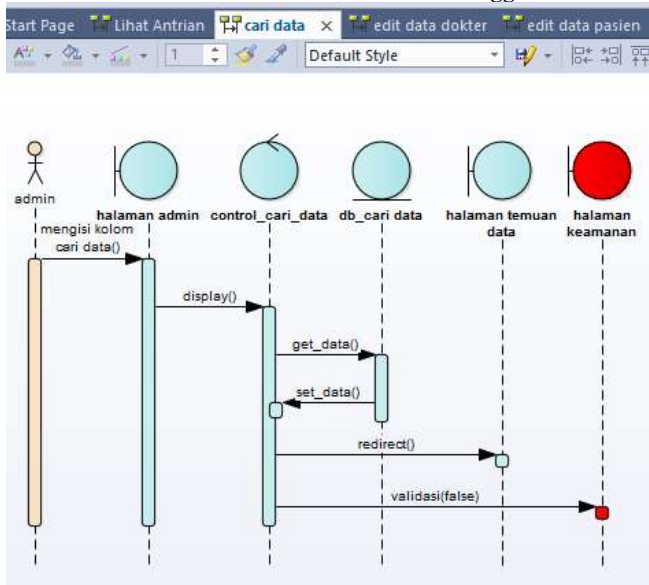 Start Page Lihat Antrian cari data × edit data dokter edit data pasien
1 Default Style
admin
halaman admin control_cari_data db_cari data halaman temuan data halaman keamanan
mengisi kolom
cari data()
display()
get_data()
set_data()
redirect()
validasi(false)